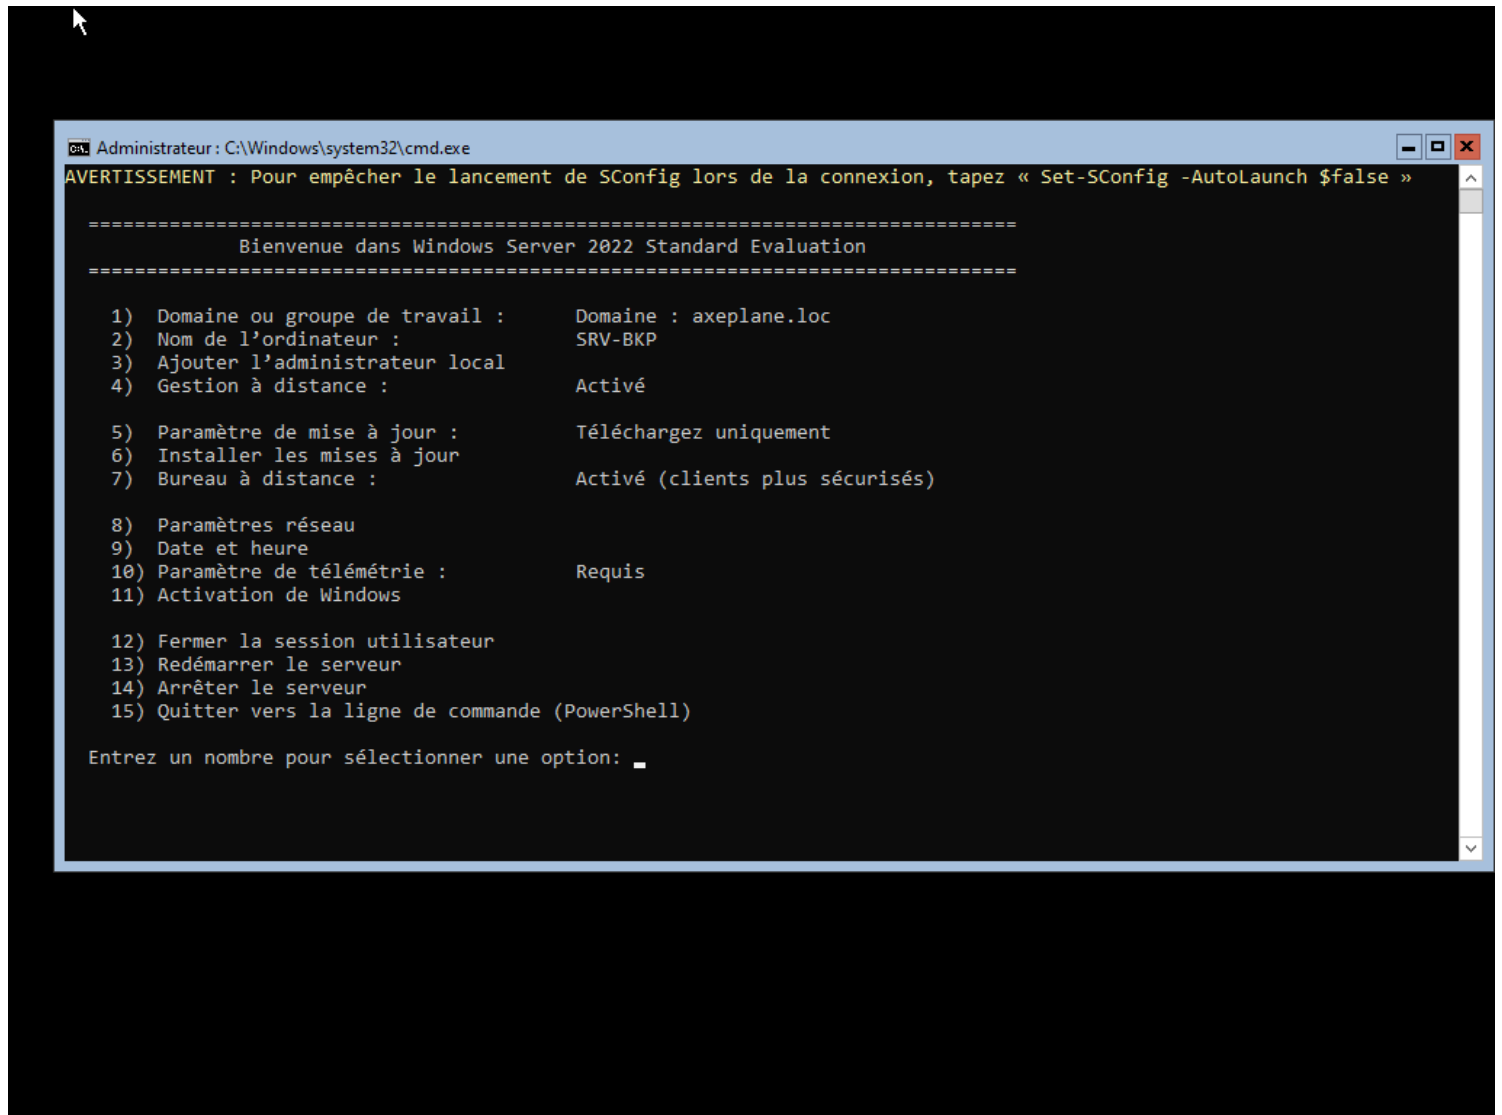 Administrateur : C:\Windows\system32\cmd.exe
AVERTISSEMENT : Pour empêcher le lancement de SConfig lors de la connexion, tapez « Set-SConfig -AutoLaunch $false »
================================================================================
Bienvenue dans Windows Server 2022 Standard Evaluation
================================================================================
1) Domaine ou groupe de travail : Domaine : axeplane.loc
2) Nom de l’ordinateur : SRV-BKP
3) Ajouter l’administrateur local
4) Gestion à distance : Activé
5) Paramètre de mise à jour : Téléchargez uniquement
6) Installer les mises à jour
7) Bureau à distance : Activé (clients plus sécurisés)
8) Paramètres réseau
9) Date et heure
10) Paramètre de télémétrie : Requis
11) Activation de Windows
12) Fermer la session utilisateur
13) Redémarrer le serveur
14) Arrêter le serveur
15) Quitter vers la ligne de commande (PowerShell)
Entrez un nombre pour sélectionner une option: